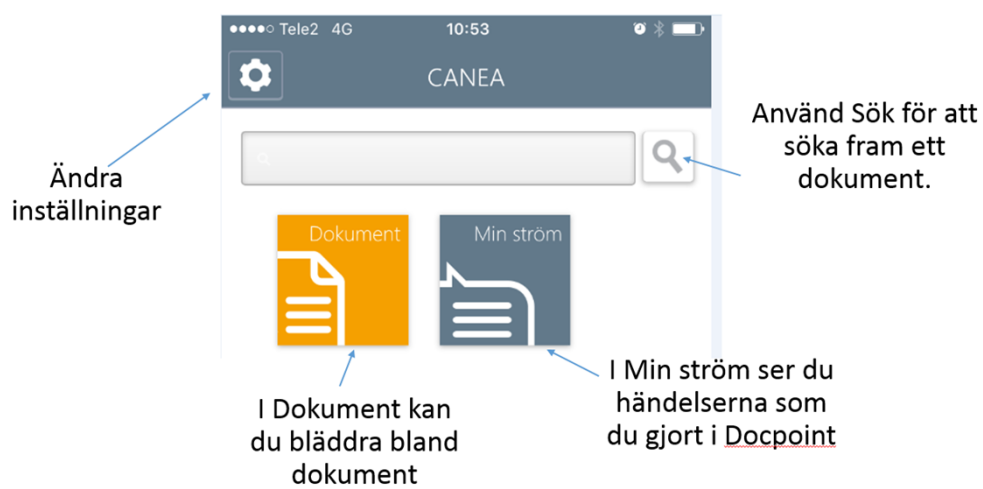 Tele2 4G 10:53
CANEA
Använd Sök för att
söka fram ett
dokument.
Ändra
inställningar
Dokument
Min ström
I Dokument kan
du bläddra bland
dokument
I Min ström ser du
händelserna som
du gjort i Docpoint